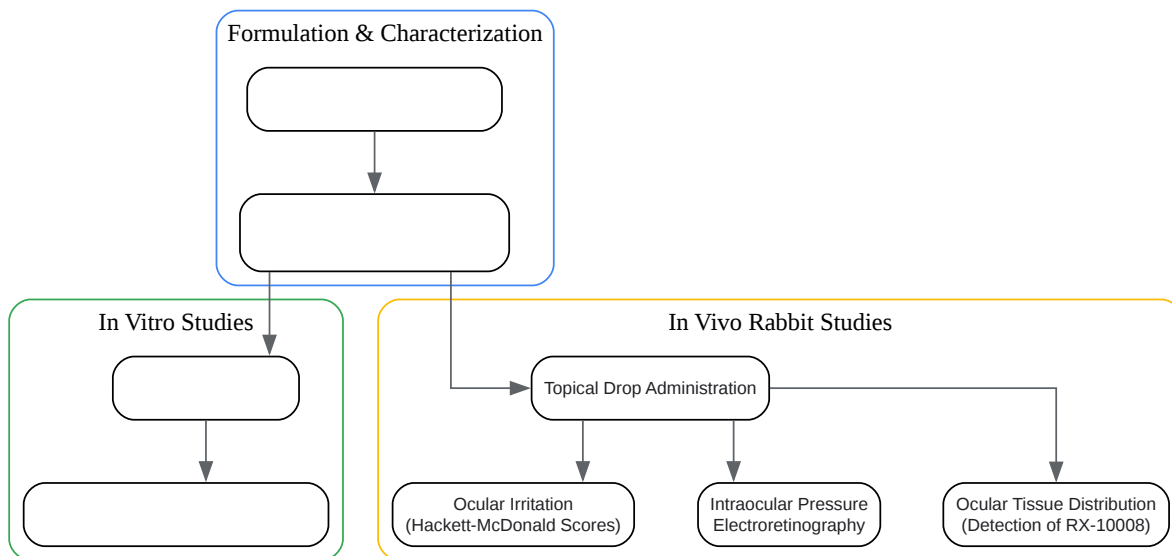 Formulation & Characterization
In Vitro Studies
In Vivo Rabbit Studies
Topical Drop Administration
Ocular Irritation
(Hackett-McDonald Scores)
Intraocular Pressure
Electroretinography
Ocular Tissue Distribution
(Detection of RX-10008)